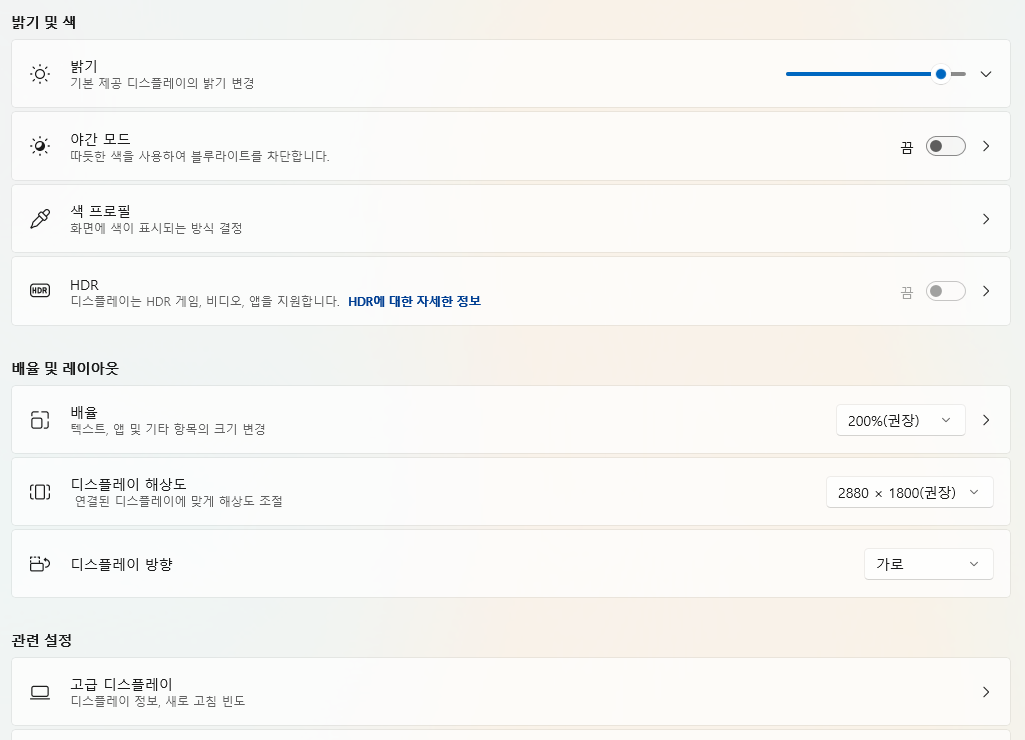 밝기 및 색
밝기
기본 제공 디스플레이의 밝기 변경
야간 모드
따뜻한 색을 사용하여 블루라이트를 차단합니다.
끔
색 프로필
화면에 색이 표시되는 방식 결정
HDR
HDR
디스플레이는 HDR 게임, 비디오, 앱을 지원합니다. HDR에 대한 자세한 정보
끔
배율 및 레이아웃
배율
텍스트, 앱 및 기타 항목의 크기 변경
200%(권장)
디스플레이 해상도
연결된 디스플레이에 맞게 해상도 조절
2880 × 1800(권장)
디스플레이 방향
가로
관련 설정
고급 디스플레이
디스플레이 정보, 새로 고침 빈도